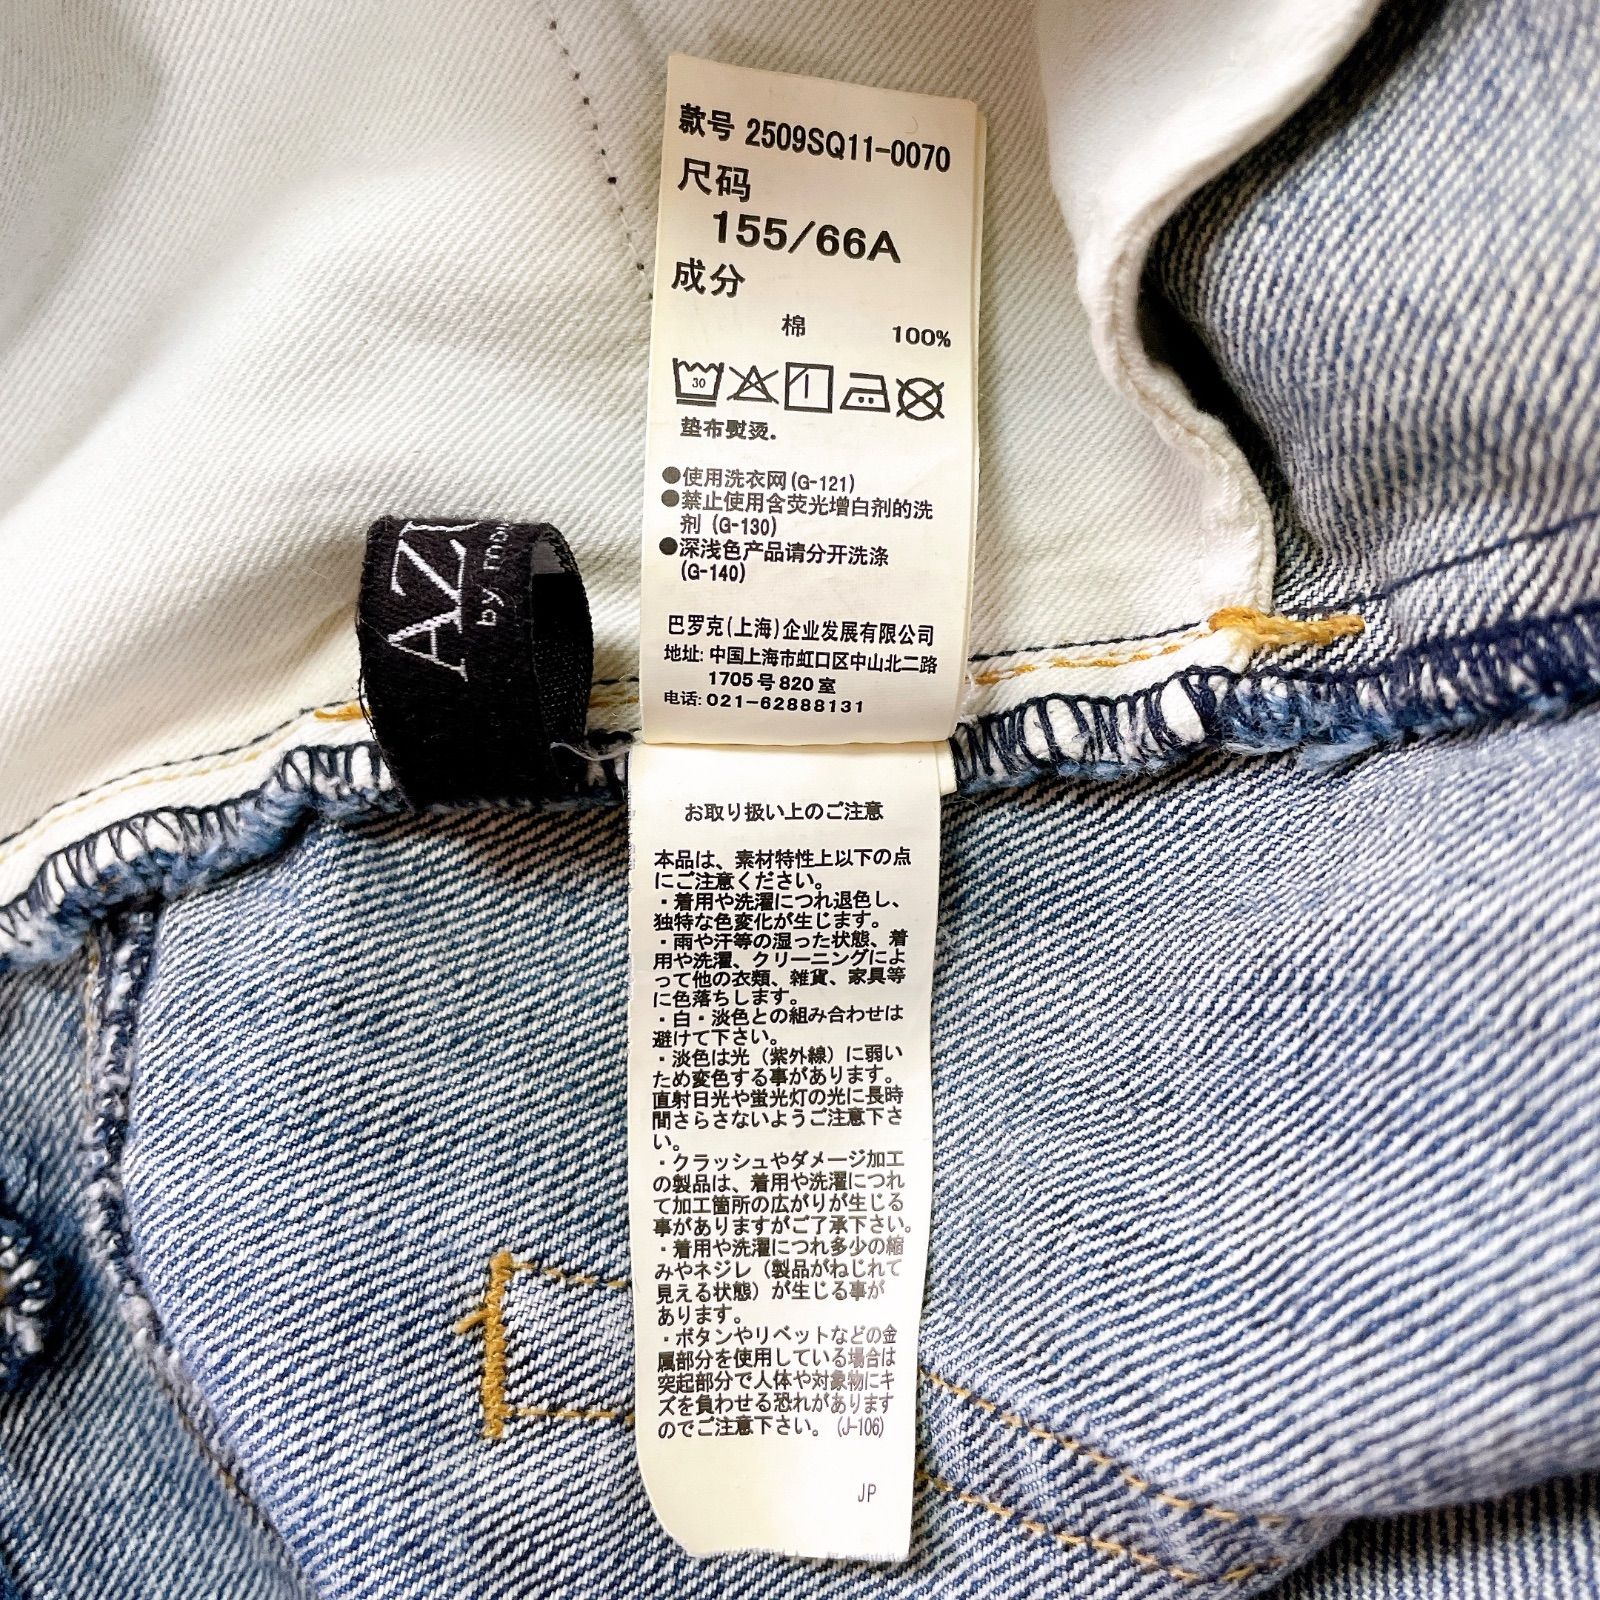 款号 2509SQ11-0070
尺码
155/66A
成分
棉 100%
30
垫布熨烫.
●使用洗衣网(G-121)
●禁止使用含荧光增白剂的洗
剂 (G-130)
●深浅色产品请分开洗涤
(G-140)
巴罗克(上海)企业发展有限公司
地址: 中国上海市虹口区中山北二路
1705号820室
电话: 021-62888131
AZ
by
お取り扱い上のご注意
本品は、素材特性上以下の点
にご注意ください。
・着用や洗濯につれ退色し、
独特な色変化が生じます。
・雨や汗等の湿った状態、着
用や洗濯、クリーニングによ
って他の衣類、雑貨、家具等
に色落ちします。
・白・淡色との組み合わせは
避けて下さい。
・淡色は光（紫外線）に弱い
ため変色する事があります。
直射日光や蛍光灯の光に長時
間さらさないようご注意下さ
い。
・クラッシュやダメージ加工
の製品は、着用や洗濯につれ
て加工箇所の広がりが生じる
事がありますがご了承下さい。
・着用や洗濯につれ多少の縮
みやネジレ（製品がねじれて
見える状態）が生じる事が
あります。
・ボタンやリベットなどの金
属部分を使用している場合は
突起部分で人体や対象物にキ
ズを負わせる恐れがあります
のでご注意下さい。(J-106)
JP